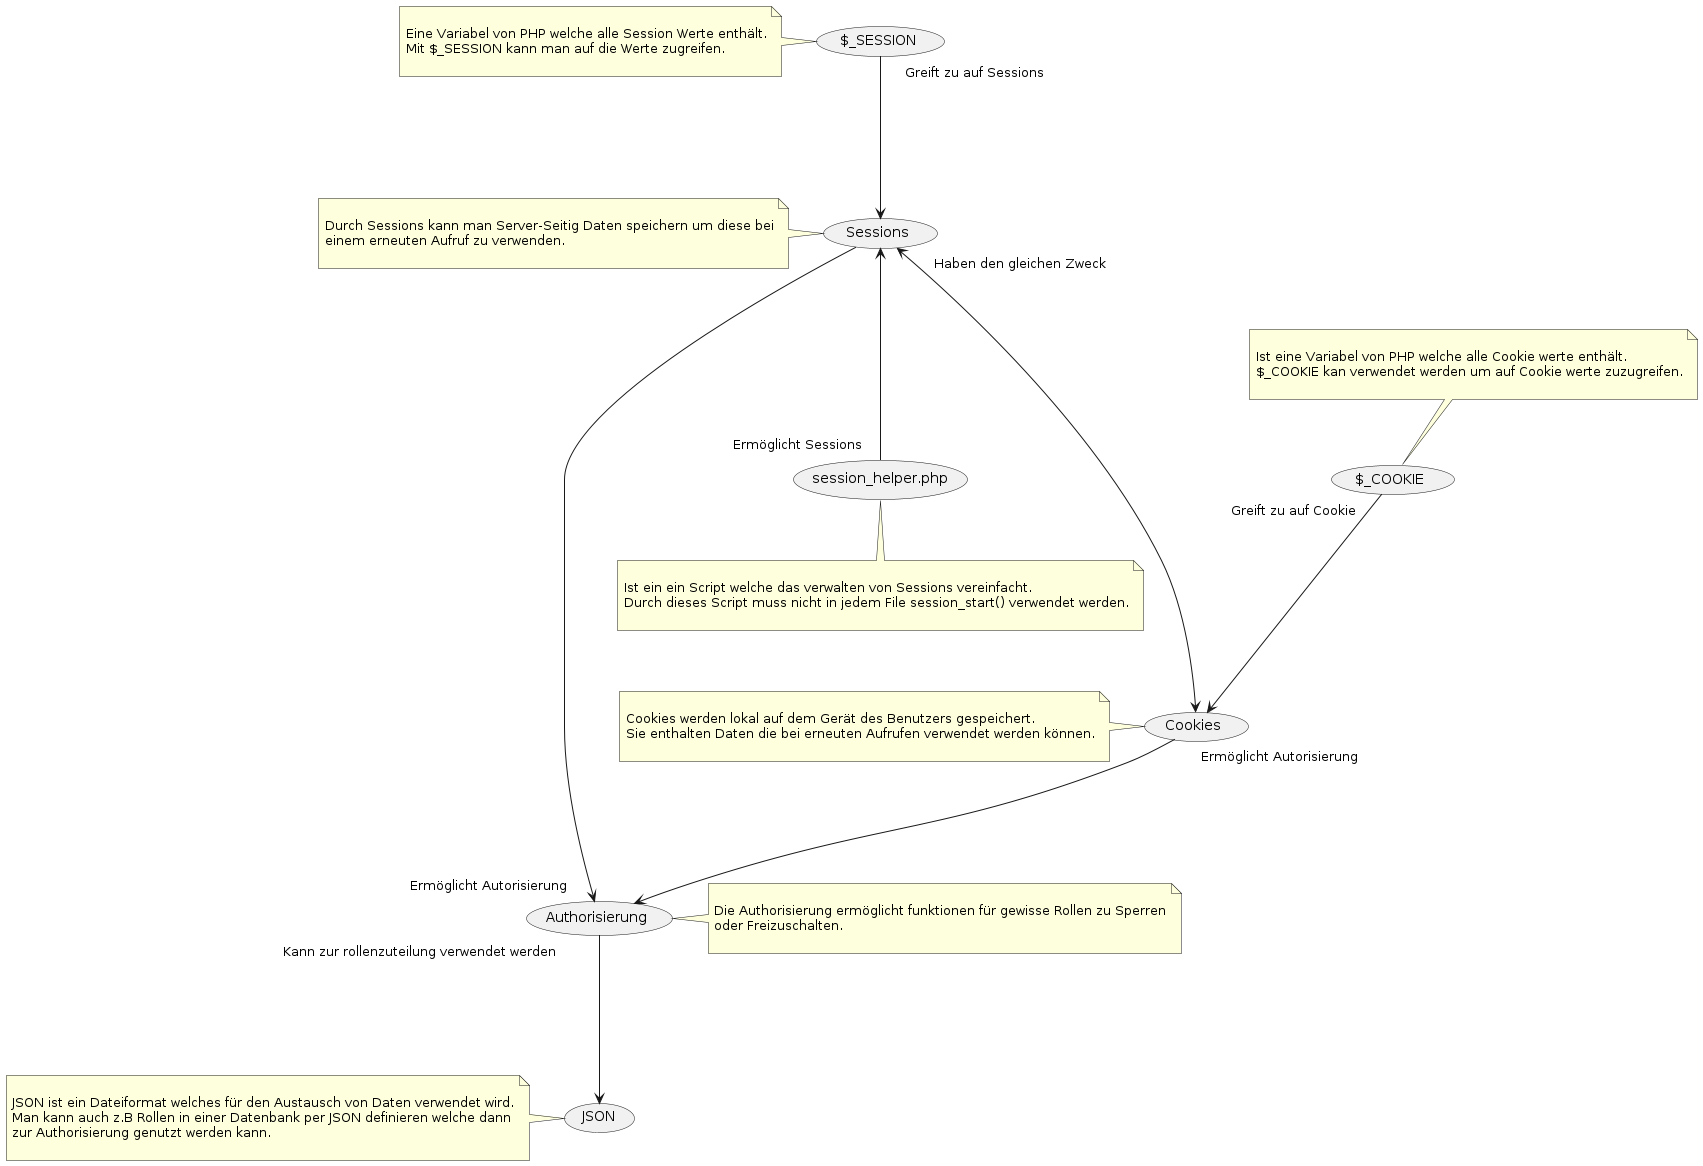 Eine Variabel von PHP welche alle Session Werte enthält.
Mit $_SESSION kann man auf die Werte zugreifen.
$_SESSION
Greift zu auf Sessions
Durch Sessions kann man Server-Seitig Daten speichern um diese bei
einem erneuten Aufruf zu verwenden.
Sessions
Haben den gleichen Zweck
Ist eine Variabel von PHP welche alle Cookie werte enthält.
$_COOKIE kan verwendet werden um auf Cookie werte zuzugreifen.
Ermöglicht Sessions
session_helper.php
$_COOKIE
Greift zu auf Cookie
Ist ein ein Script welche das verwalten von Sessions vereinfacht.
Durch dieses Script muss nicht in jedem File session_start() verwendet werden.
Cookies werden lokal auf dem Gerät des Benutzers gespeichert.
Sie enthalten Daten die bei erneuten Aufrufen verwendet werden können.
Cookies
Ermöglicht Autorisierung
Ermöglicht Autorisierung
Authorisierung
Die Authorisierung ermöglicht funktionen für gewisse Rollen zu Sperren
oder Freizuschalten.
Kann zur rollenzuteilung verwendet werden
JSON ist ein Dateiformat welches für den Austausch von Daten verwendet wird.
Man kann auch z.B Rollen in einer Datenbank per JSON definieren welche dann
zur Authorisierung genutzt werden kann.
JSON